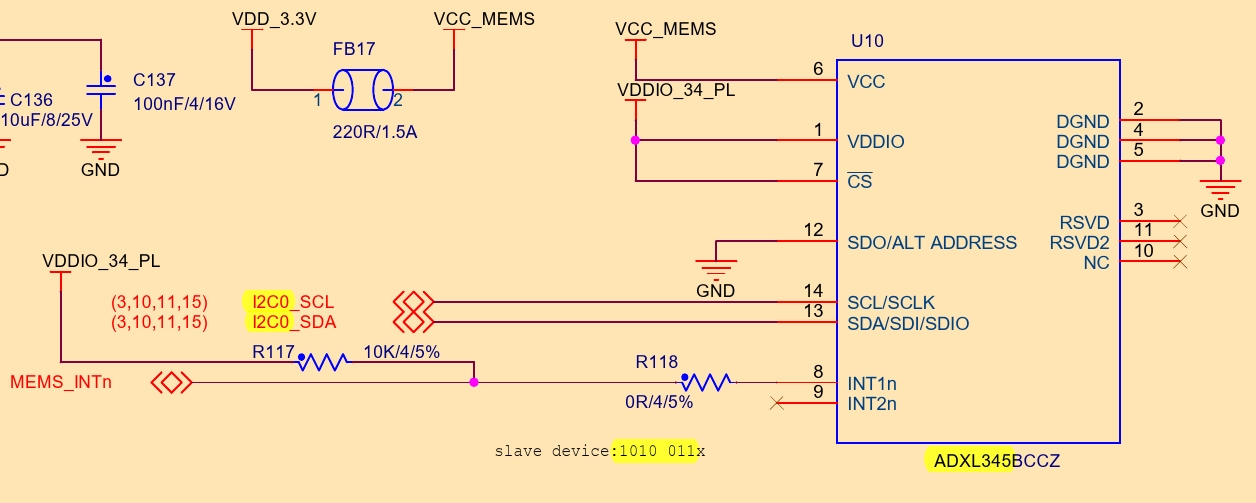 VDD_3.3V
VCC_MEMS
FB17
1
2
220R/1.5A
C137
100nF/4/16V
C136
10uF/8/25V
GND
D
VCC_MEMS
VDDIO_34_PL
U10
6
VCC
1
VDDIO
7
CS
12
SDO/ALT ADDRESS
GND
14
SCL/SCLK
13
SDA/SDI/SDIO
8
INT1n
9
INT2n
DGND
2
DGND
4
DGND
5
GND
RSVD
3
RSVD2
11
NC
10
VDDIO_34_PL
(3,10,11,15) I2C0_SCL
(3,10,11,15) I2C0_SDA
R117 10K/4/5%
MEMS_INTn
R118
0R/4/5%
slave device:1010 011x
ADXL345BCCZ